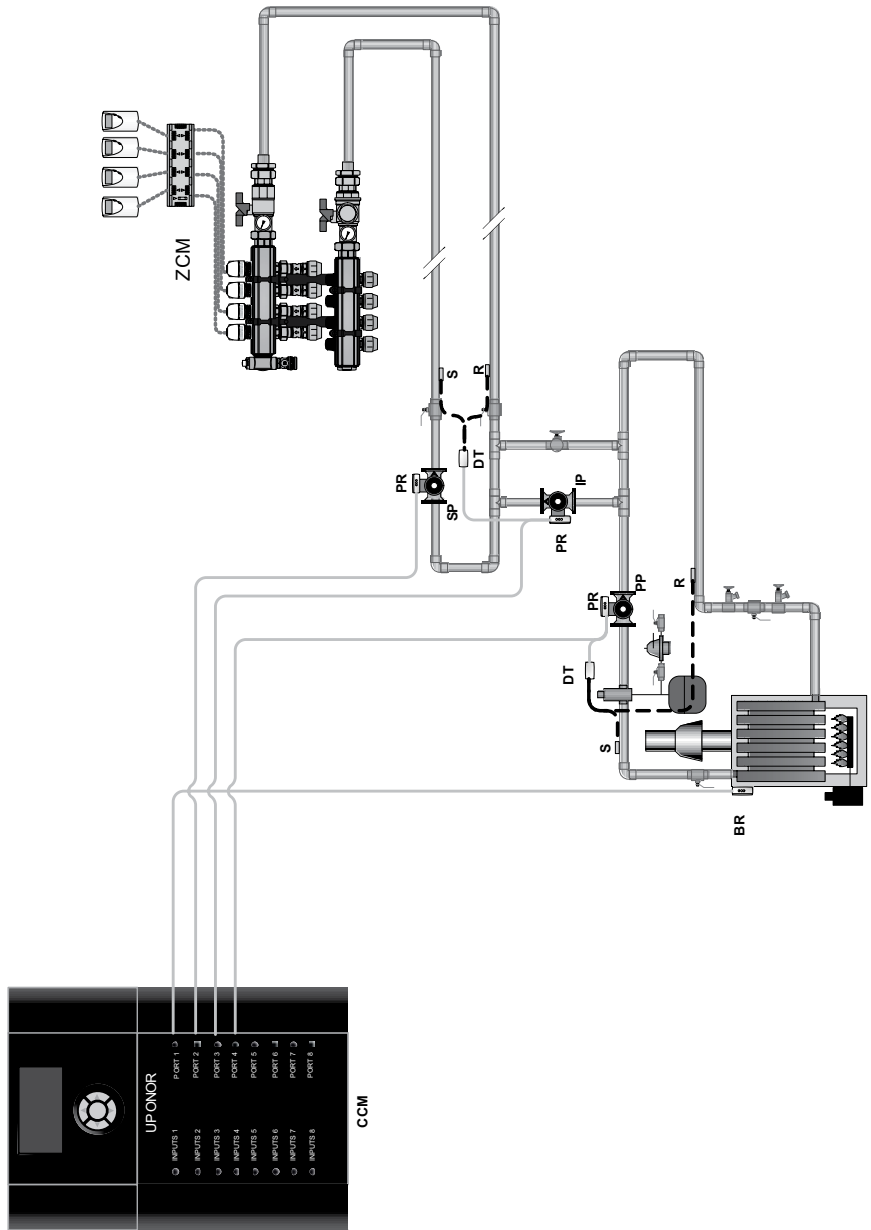 ZCM
S
R
DT
PR
SP
IP
PR
PR
PP
R
DT
S
BR
UPONOR
INPUTS 1 PORT 1
INPUTS 2 PORT 2
INPUTS 3 PORT 3
INPUTS 4 PORT 4
INPUTS 5 PORT 5
INPUTS 6 PORT 6
INPUTS 7 PORT 7
INPUTS 8 PORT 8
CCM